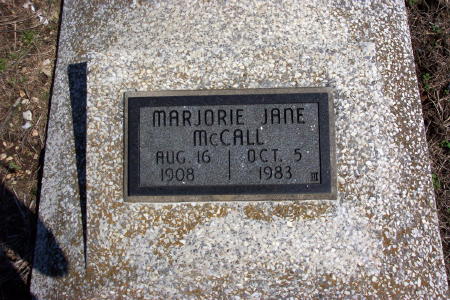 MARJORIE JANE
McCALL
AUG. 16 OCT. 5
1908 1983